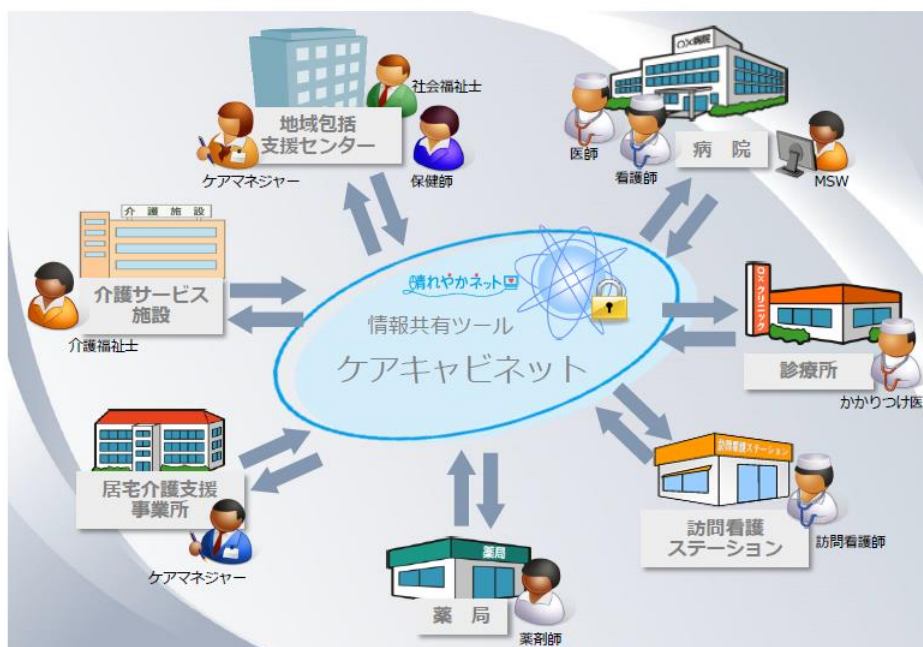 社会福祉士
地域包括
支援センター
ケアマネジャー
保健師
〇×病院
医師
看護師
病 院
MSW
介 護 施 設
介護サービス
施設
介護福祉士
晴れやかネット
情報共有ツール
ケアキャビネット
〇×クリニック
診療所
かかりつけ医
居宅介護支援
事業所
ケアマネジャー
訪問看護ステーション
訪問看護
ステーション
訪問看護師
薬局
薬 局
薬剤師